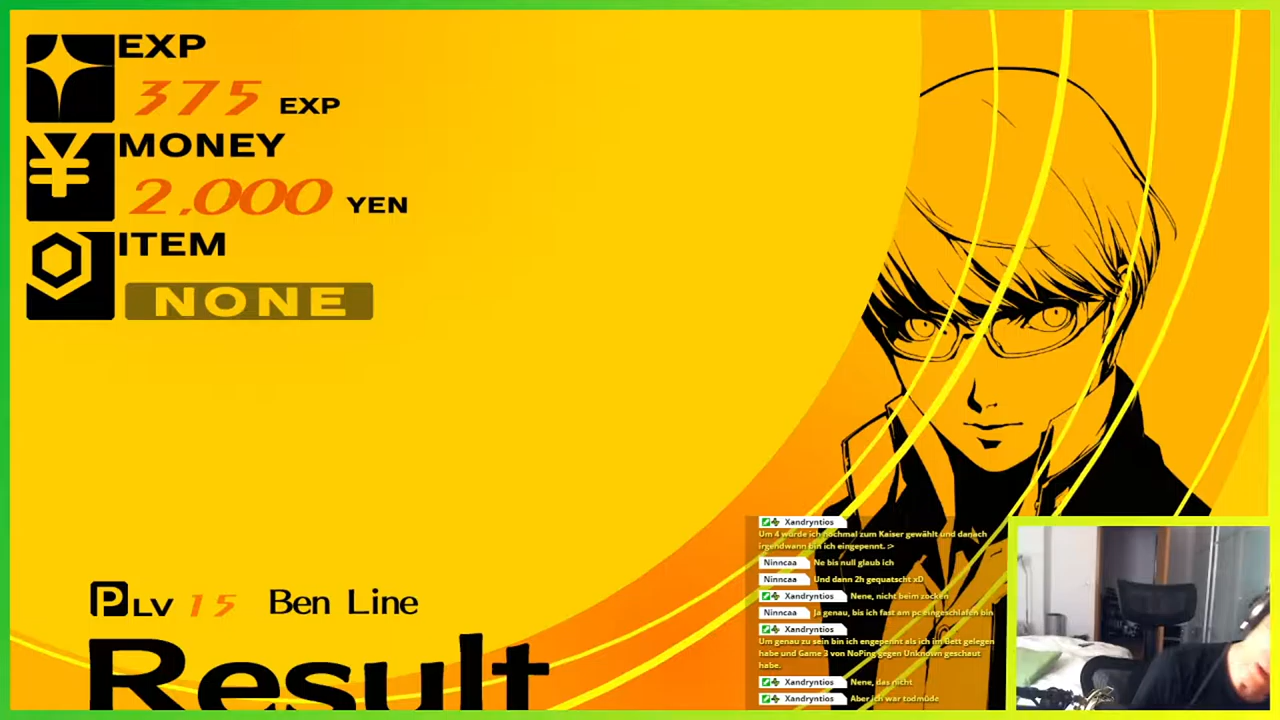 EXP
375 EXP
MONEY
¥
2,000 YEN
ITEM
NONE
PLV 15 Ben Line
Result
Xandryntios
Um 4 würde ich nochmal zum Kaiser gewählt und danach
irgendwann bin ich eingepennt. :>
Ninncaa Ne bis null glaub ich
Ninncaa Und dann 2h gequatscht xD
Xandryntios Nene, nicht beim zocken
Ninncaa Ja genau, bis ich fast am pc eingeschlafen bin
Xandryntios
Um genau zu sein bin ich engepennt als ich im Bett gelegen
habe und Game 3 von NoPing gegen Unknown geschaut
habe.
Xandryntios Nene, das nicht
Xandryntios Aber ich war todmüde